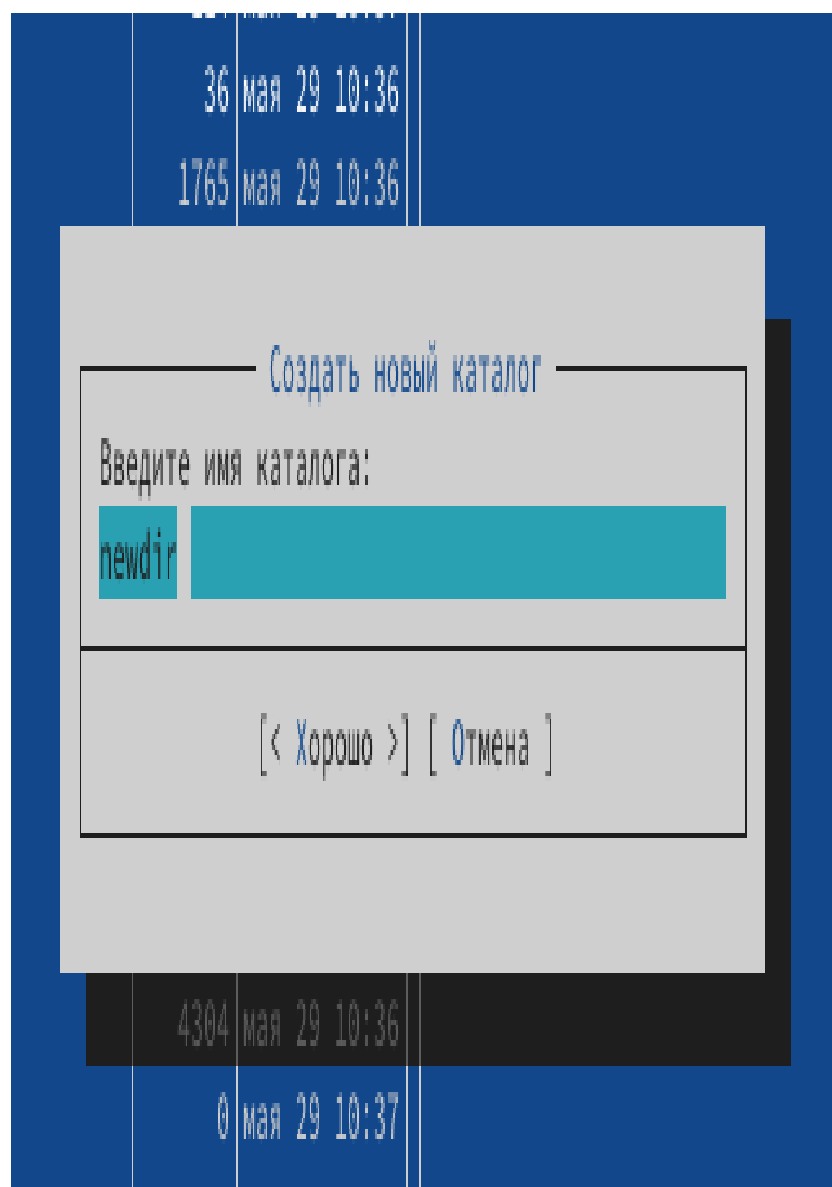 36 мая 29 10:36
1765 мая 29 10:36
Создать новый каталог
Введите имя каталога:
newdir
[< Хорошо >] [ Отмена ]
4304 мая 29 10:36
0 мая 29 10:37